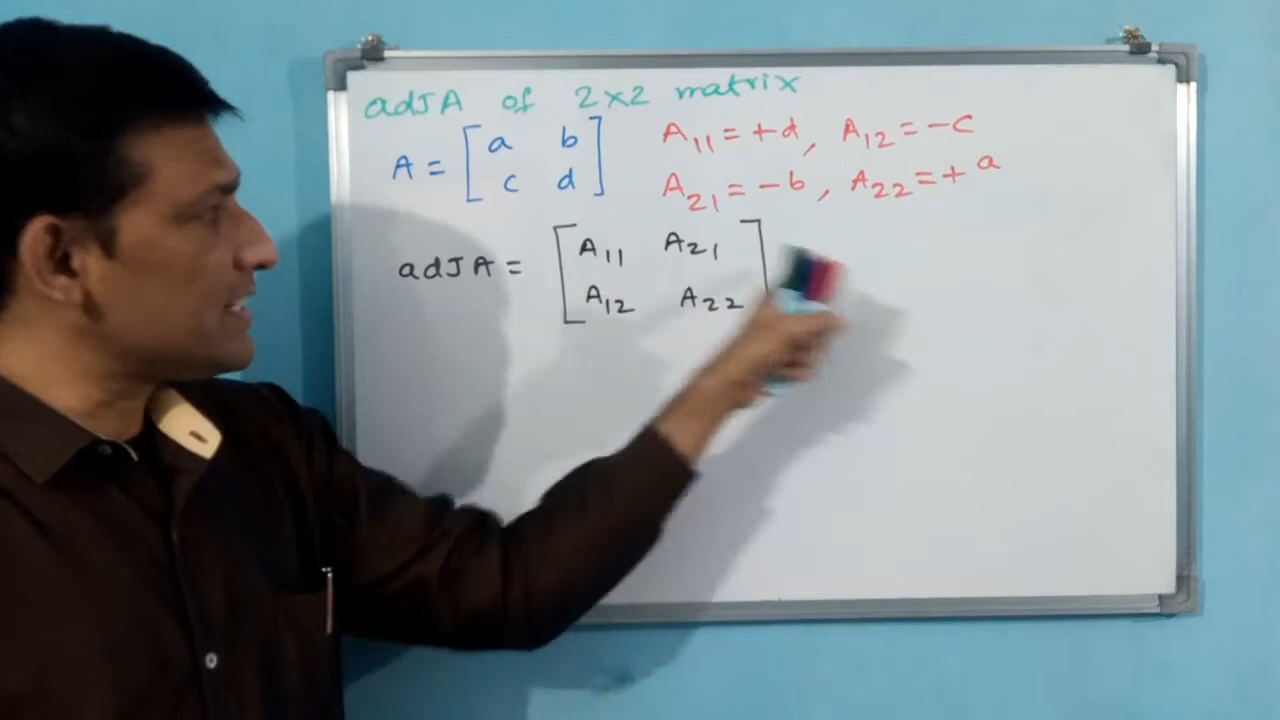 adJA of 2x2 matrix
A = [ a b
c d ]
A11 = +d, A12 = -c
A21 = -b, A22 = + a
adJA = [ A11 A21
A12 A22 ]